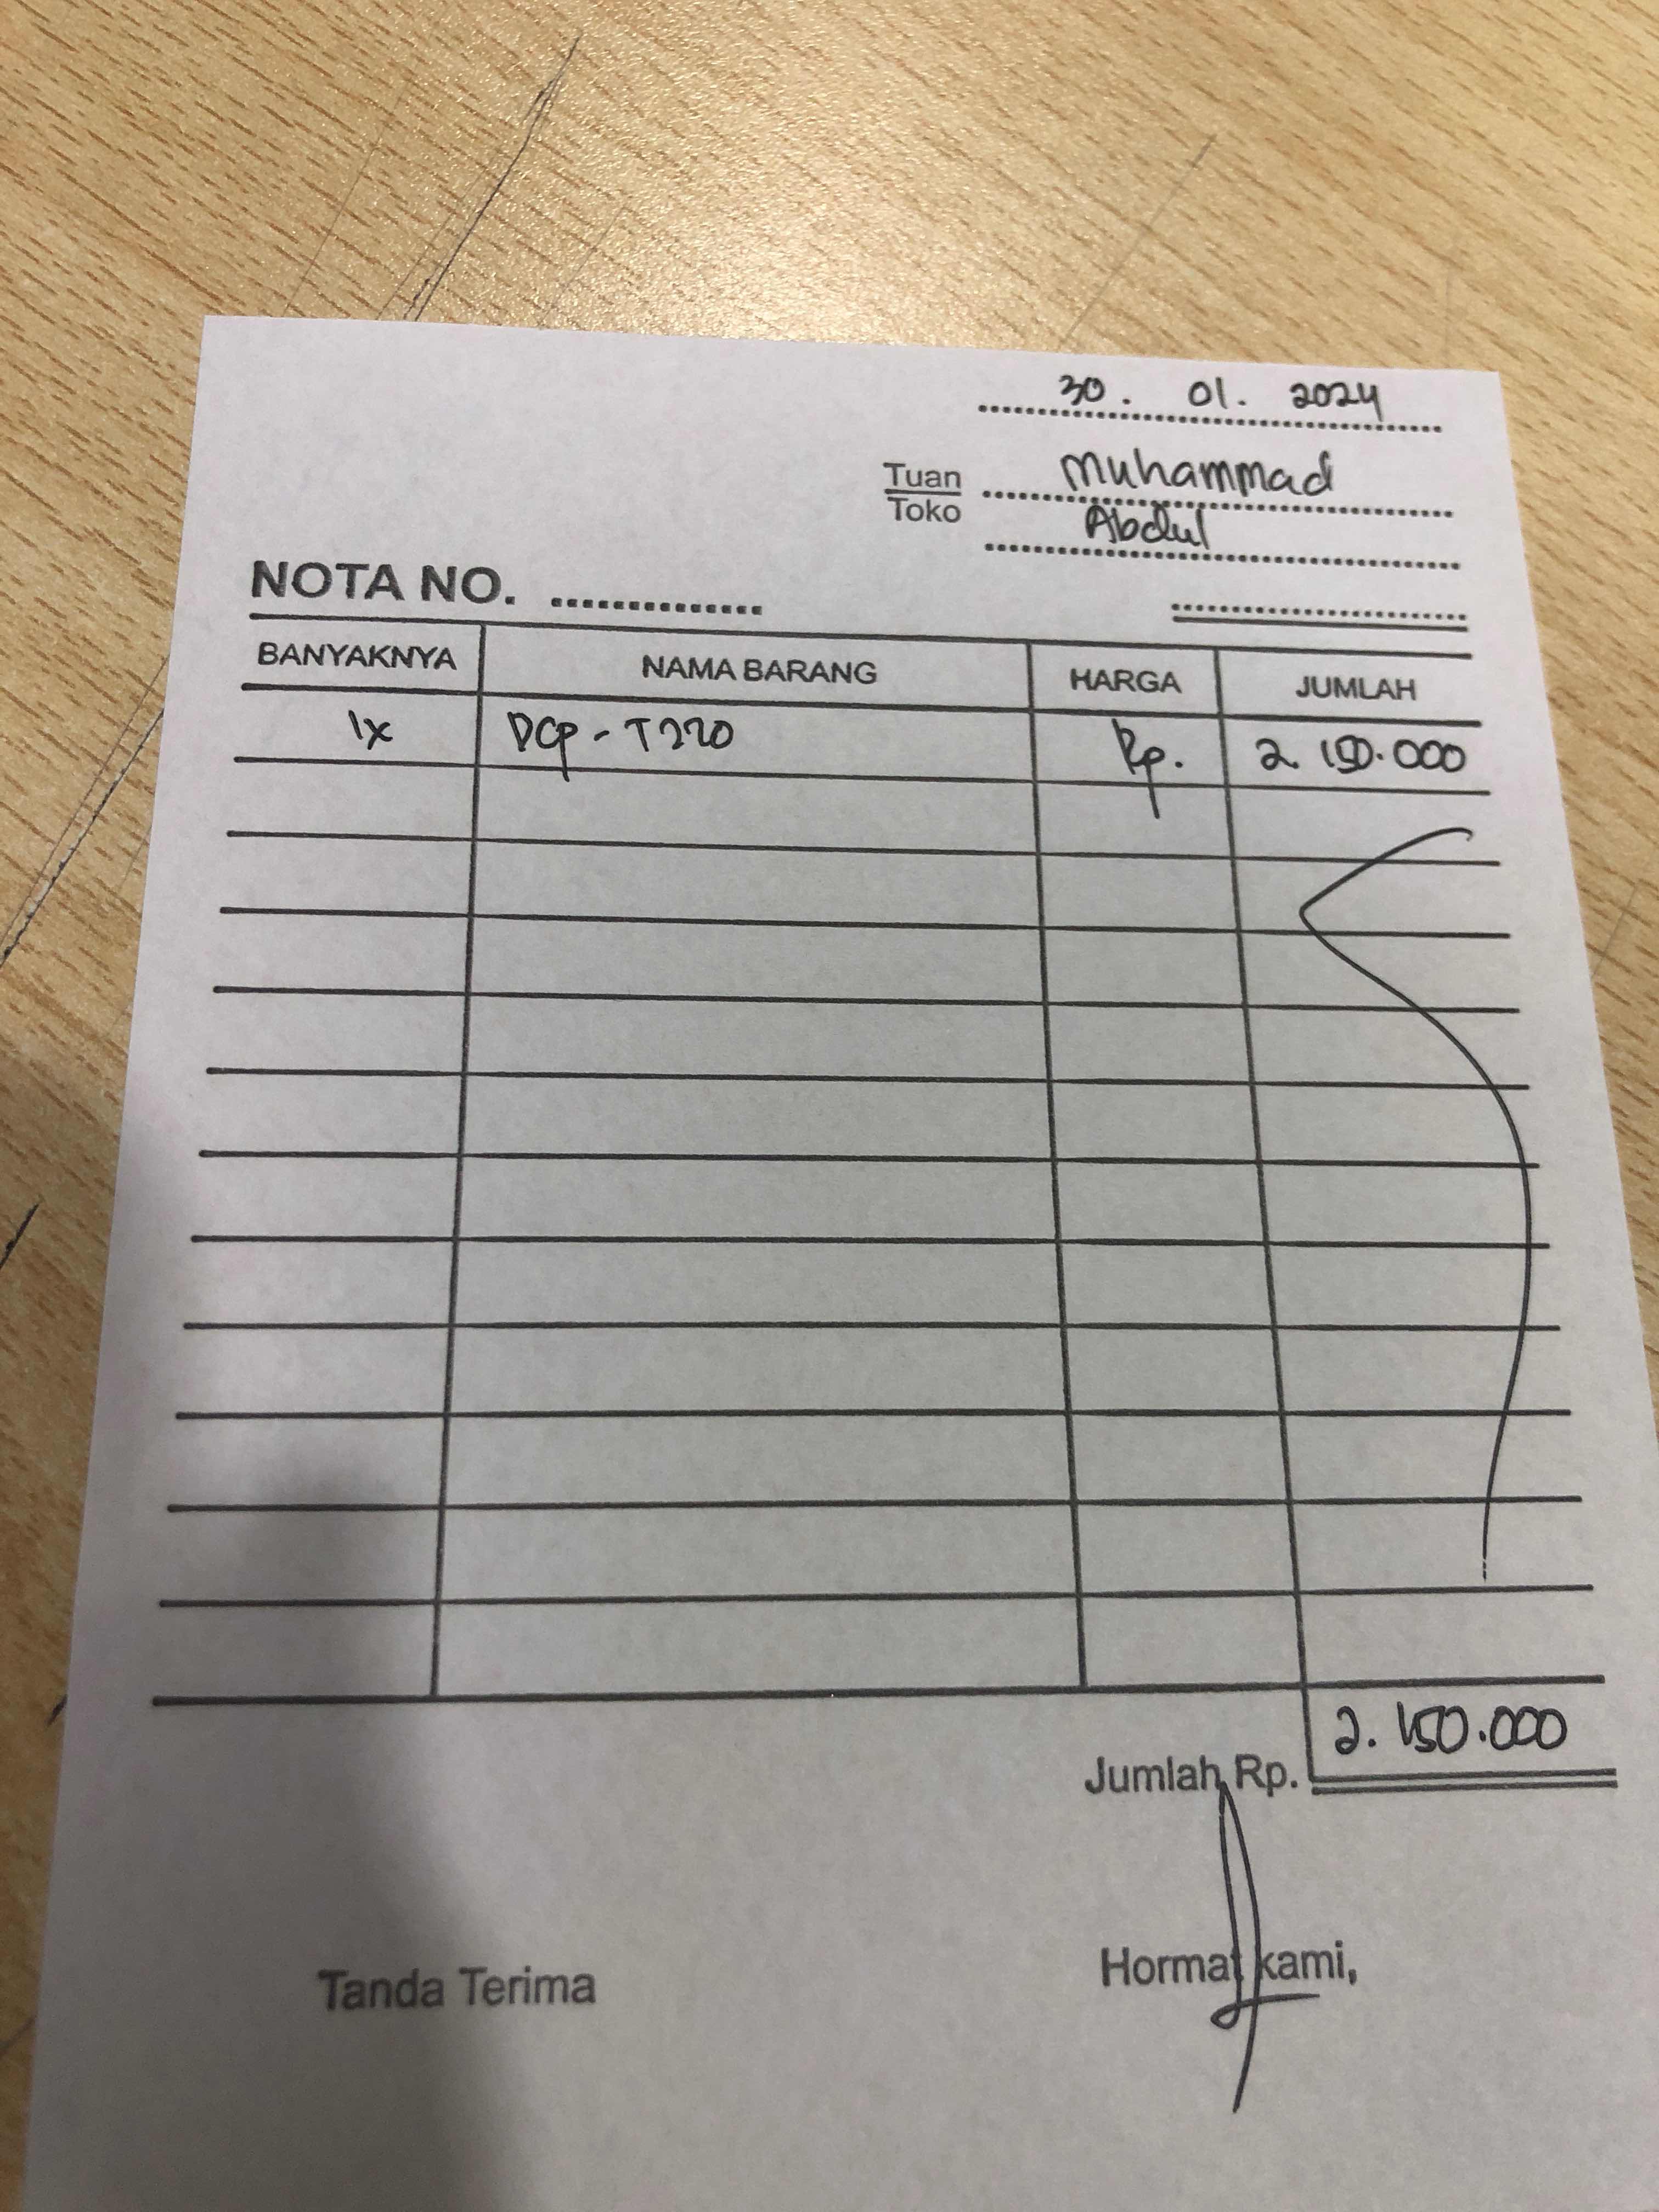 30. 01. 2024
Tuan Muhammad
Toko Abdul
NOTA NO. ..............
BANYAKNYA NAMA BARANG HARGA JUMLAH
1x DCP-T220 Rp. 2.150.000
2.150.000
Jumlah Rp.
Tanda Terima Hormat kami,